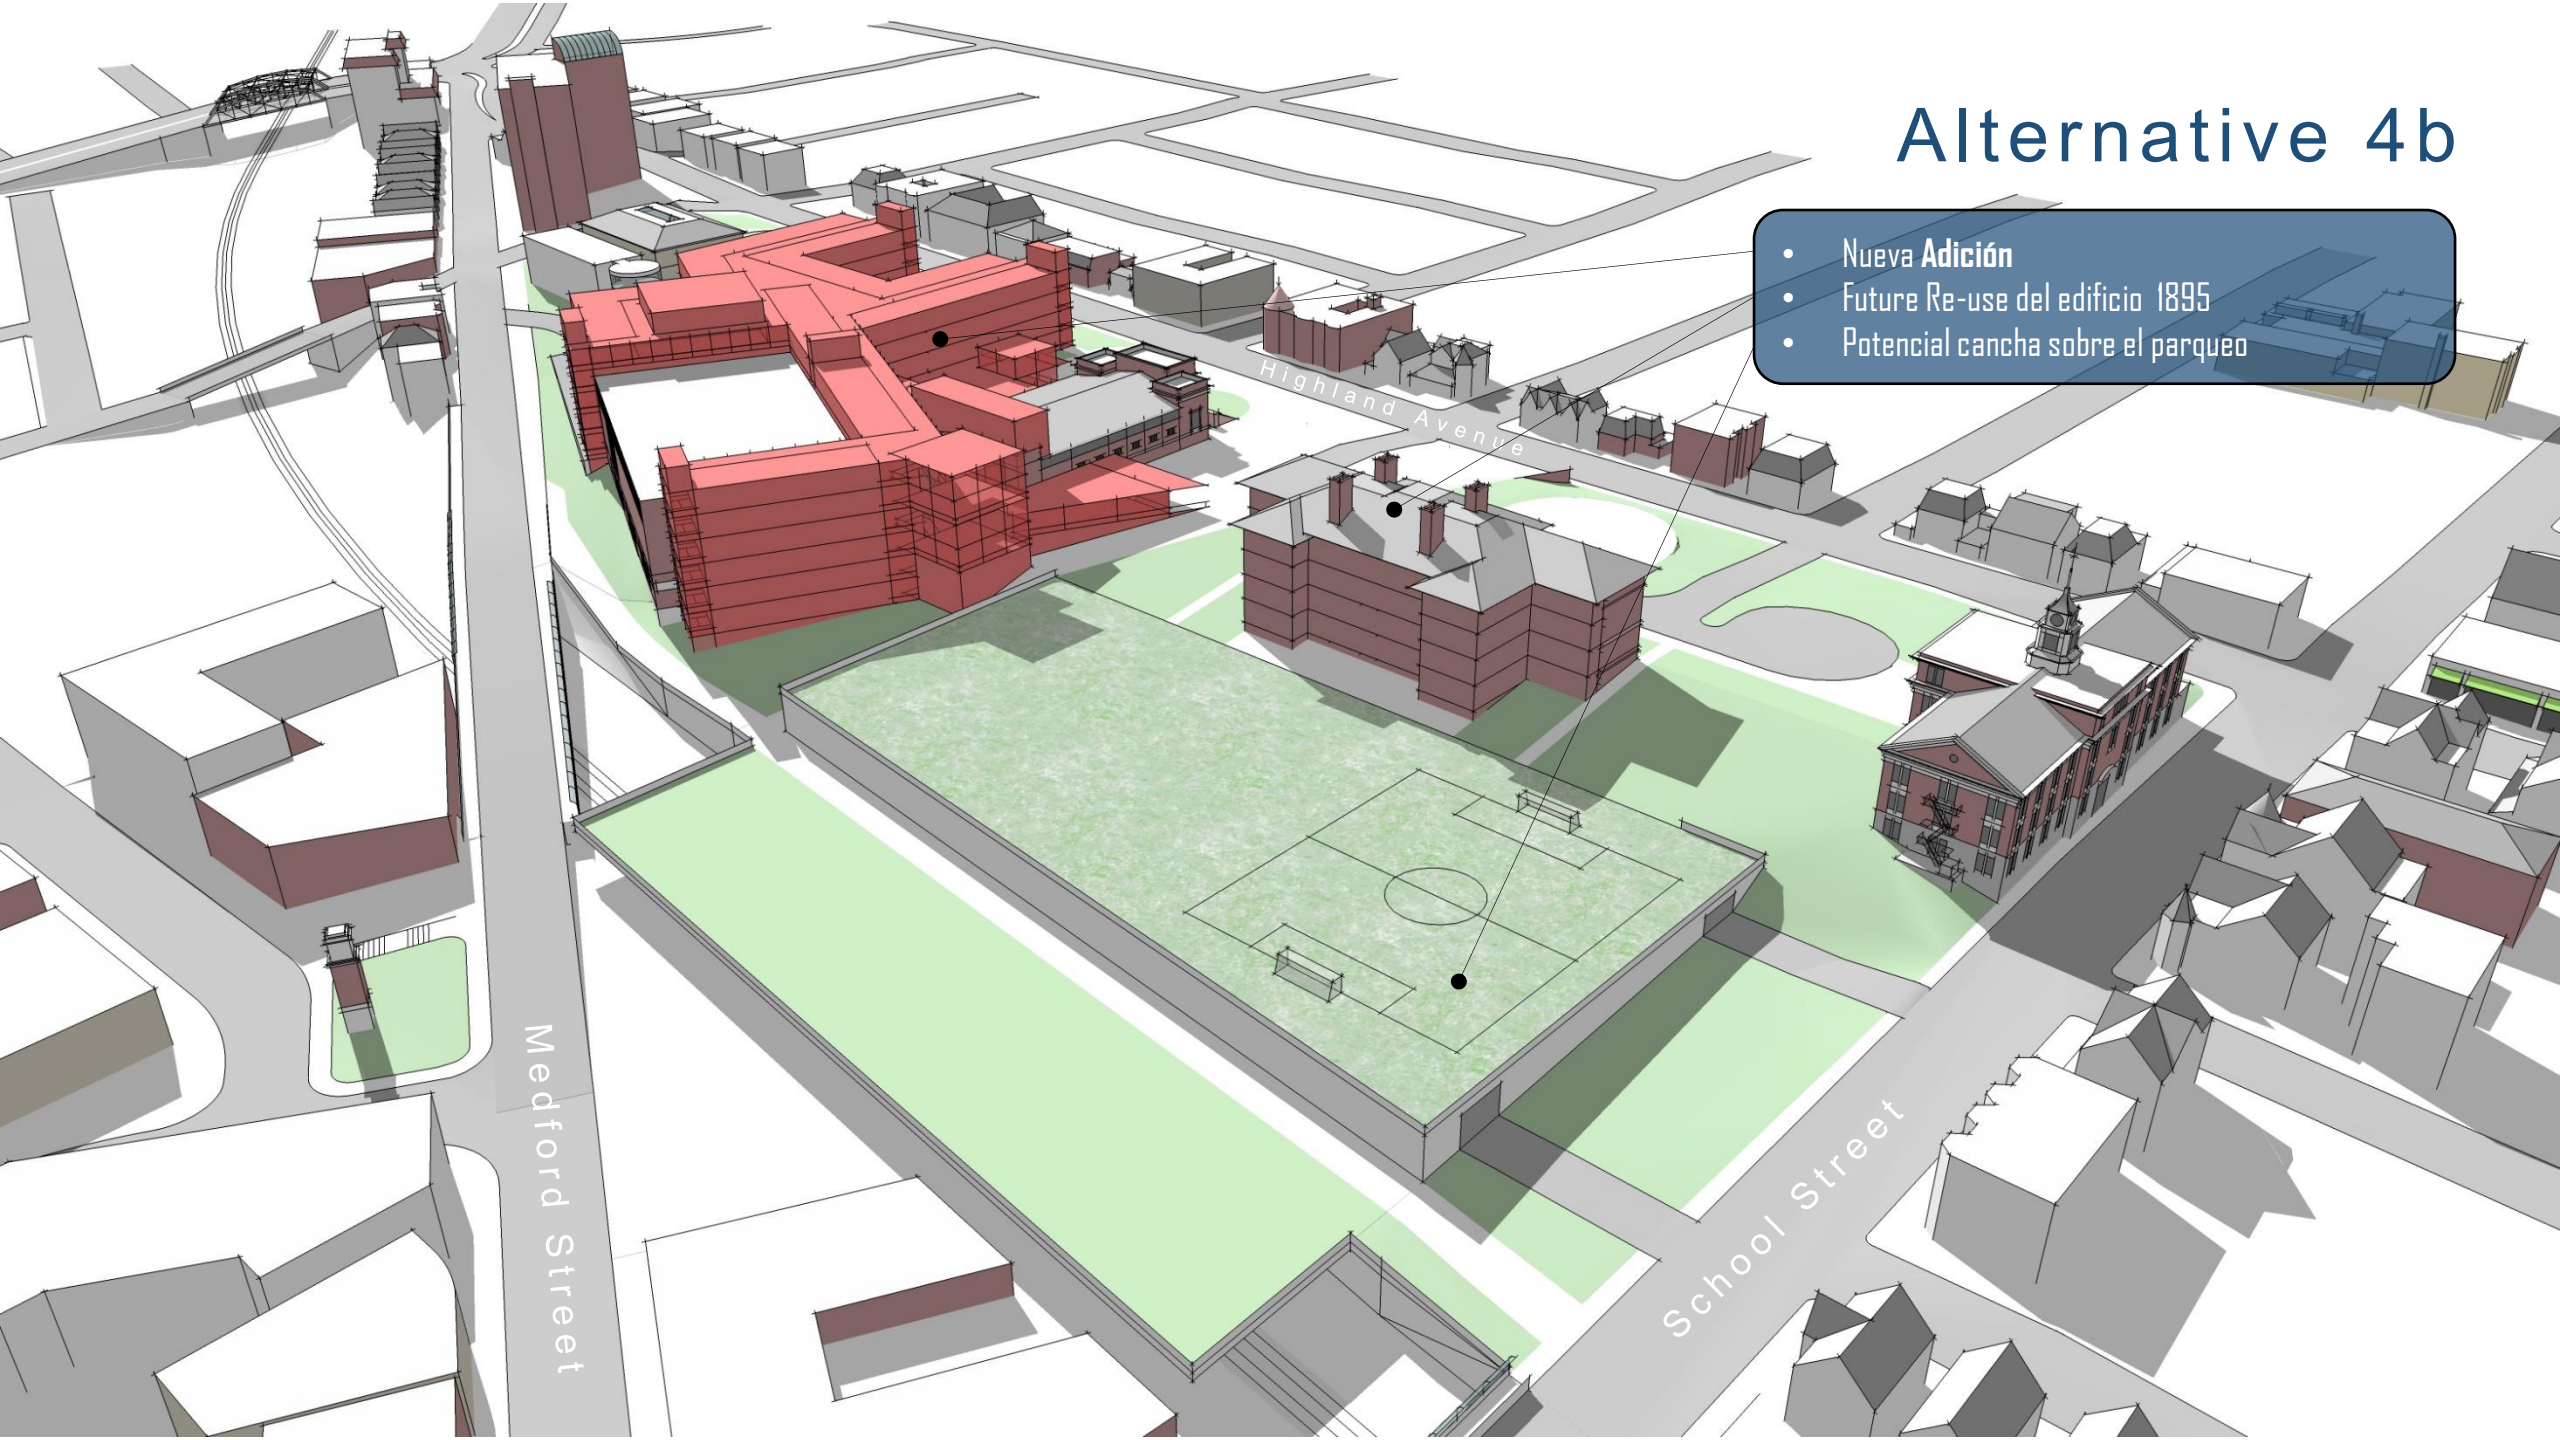 Alternative 4b
• Nueva Adición
• Future Re-use del edificio 1895
• Potencial cancha sobre el parqueo
Highland Avenue
Medford Street
School Street